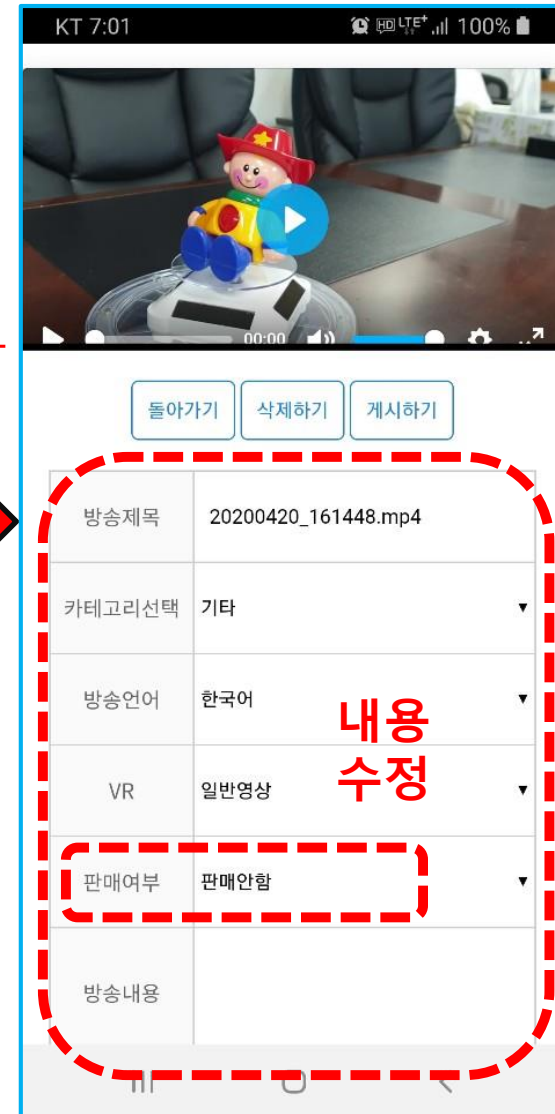 KT 7:01 HD LTE+ 100%
00:00
돌아가기 삭제하기 게시하기
방송제목 20200420_161448.mp4
카테고리선택 기타
방송언어 한국어
내용
수정
VR 일반영상
판매여부 판매안함
방송내용